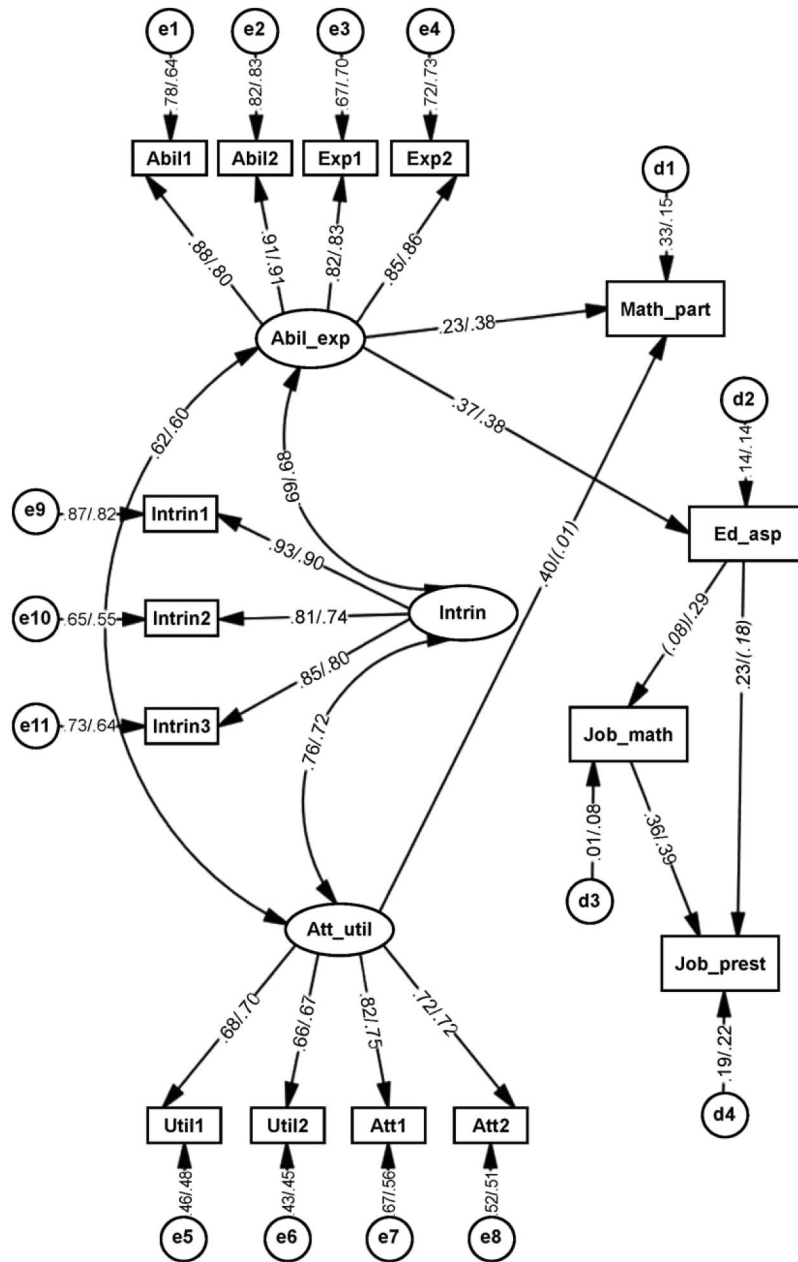 e1
e2
e3
e4
.78/.64
.82/.83
.67/.70
.72/.73
Abil1
Abil2
Exp1
Exp2
d1
.33/.15
.88/.80
.91/.91
.82/.83
.85/.86
Math_part
Abil_exp
.23/.38
.62/.60
.37/.38
d2
.14/.14
.68/.69
e9
.87/.82
Intrin1
Ed_asp
.93/.90
.40/(.01)
e10
.65/.55
Intrin2
.81/.74
Intrin
(.08)/.29
.23/(.18)
.85/.80
e11
.73/.64
Intrin3
Job_math
.76/.72
.01/.08
.36/.39
d3
Att_util
Job_prest
.68/.70
.66/.67
.82/.75
.72/.72
.19/.22
Util1
Util2
Att1
Att2
d4
.46/.48
.43/.45
.67/.56
.52/.51
e5
e6
e7
e8